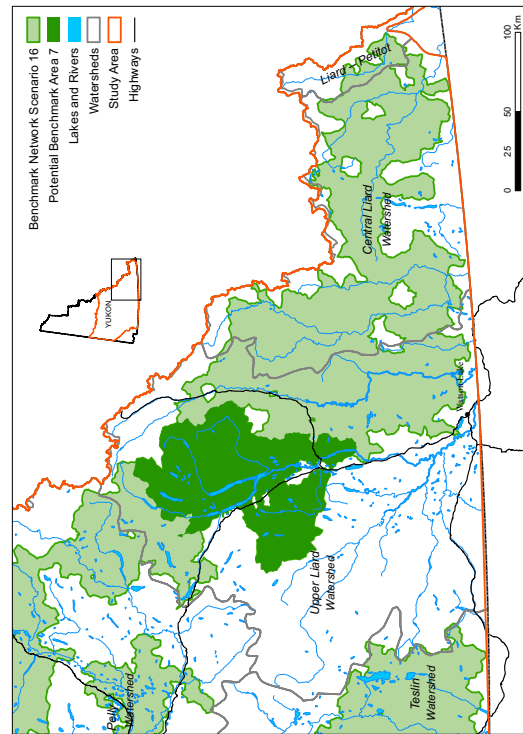 Benchmark Network Scenario 16
Potential Benchmark Area 7
Lakes and Rivers
Watersheds
Study Area
Highways
YUKON
Liard - Petitot
Central Liard
Watershed
Watson Lake
Upper Liard
Watershed
Pelly
Watershed
Teslin
Watershed
0 50 100
Km